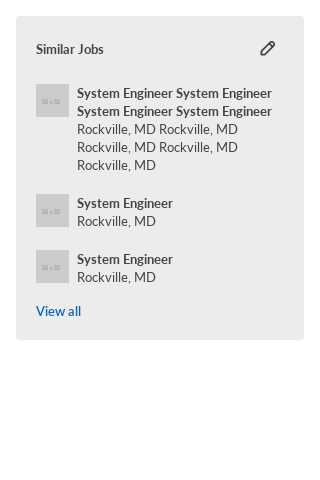 Similar Jobs
33 x 33
System Engineer System Engineer
System Engineer System Engineer
Rockville, MD Rockville, MD
Rockville, MD Rockville, MD
Rockville, MD
33 x 33
System Engineer
Rockville, MD
33 x 33
System Engineer
Rockville, MD
View all